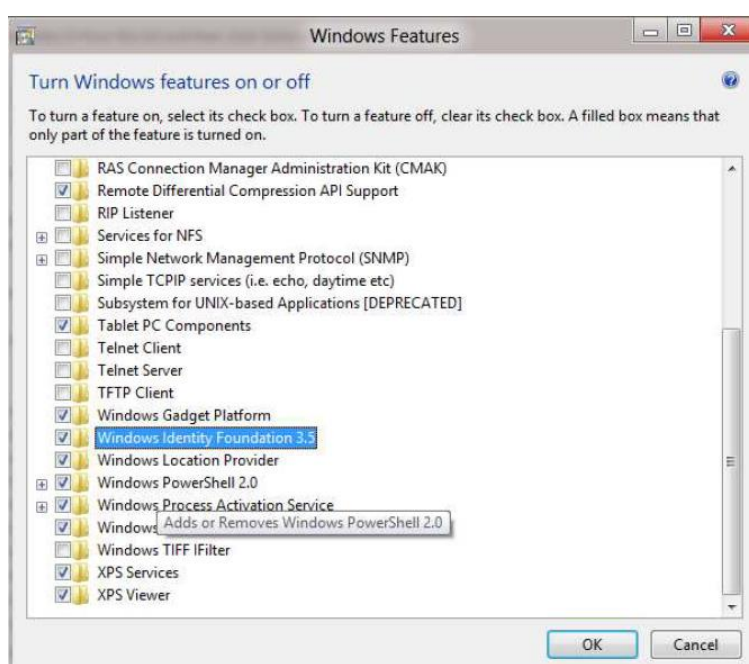 Windows Features
Turn Windows features on or off
To turn a feature on, select its check box. To turn a feature off, clear its check box. A filled box means that
only part of the feature is turned on.
RAS Connection Manager Administration Kit (CMAK)
Remote Differential Compression API Support
RIP Listener
Services for NFS
Simple Network Management Protocol (SNMP)
Simple TCPIP services (i.e. echo, daytime etc)
Subsystem for UNIX-based Applications [DEPRECATED]
Tablet PC Components
Telnet Client
Telnet Server
TFTP Client
Windows Gadget Platform
Windows Identity Foundation 3.5
Windows Location Provider
Windows PowerShell 2.0
Windows Process Activation Service
Windows
Adds or Removes Windows PowerShell 2.0
Windows TIFF IFilter
XPS Services
XPS Viewer
OK
Cancel